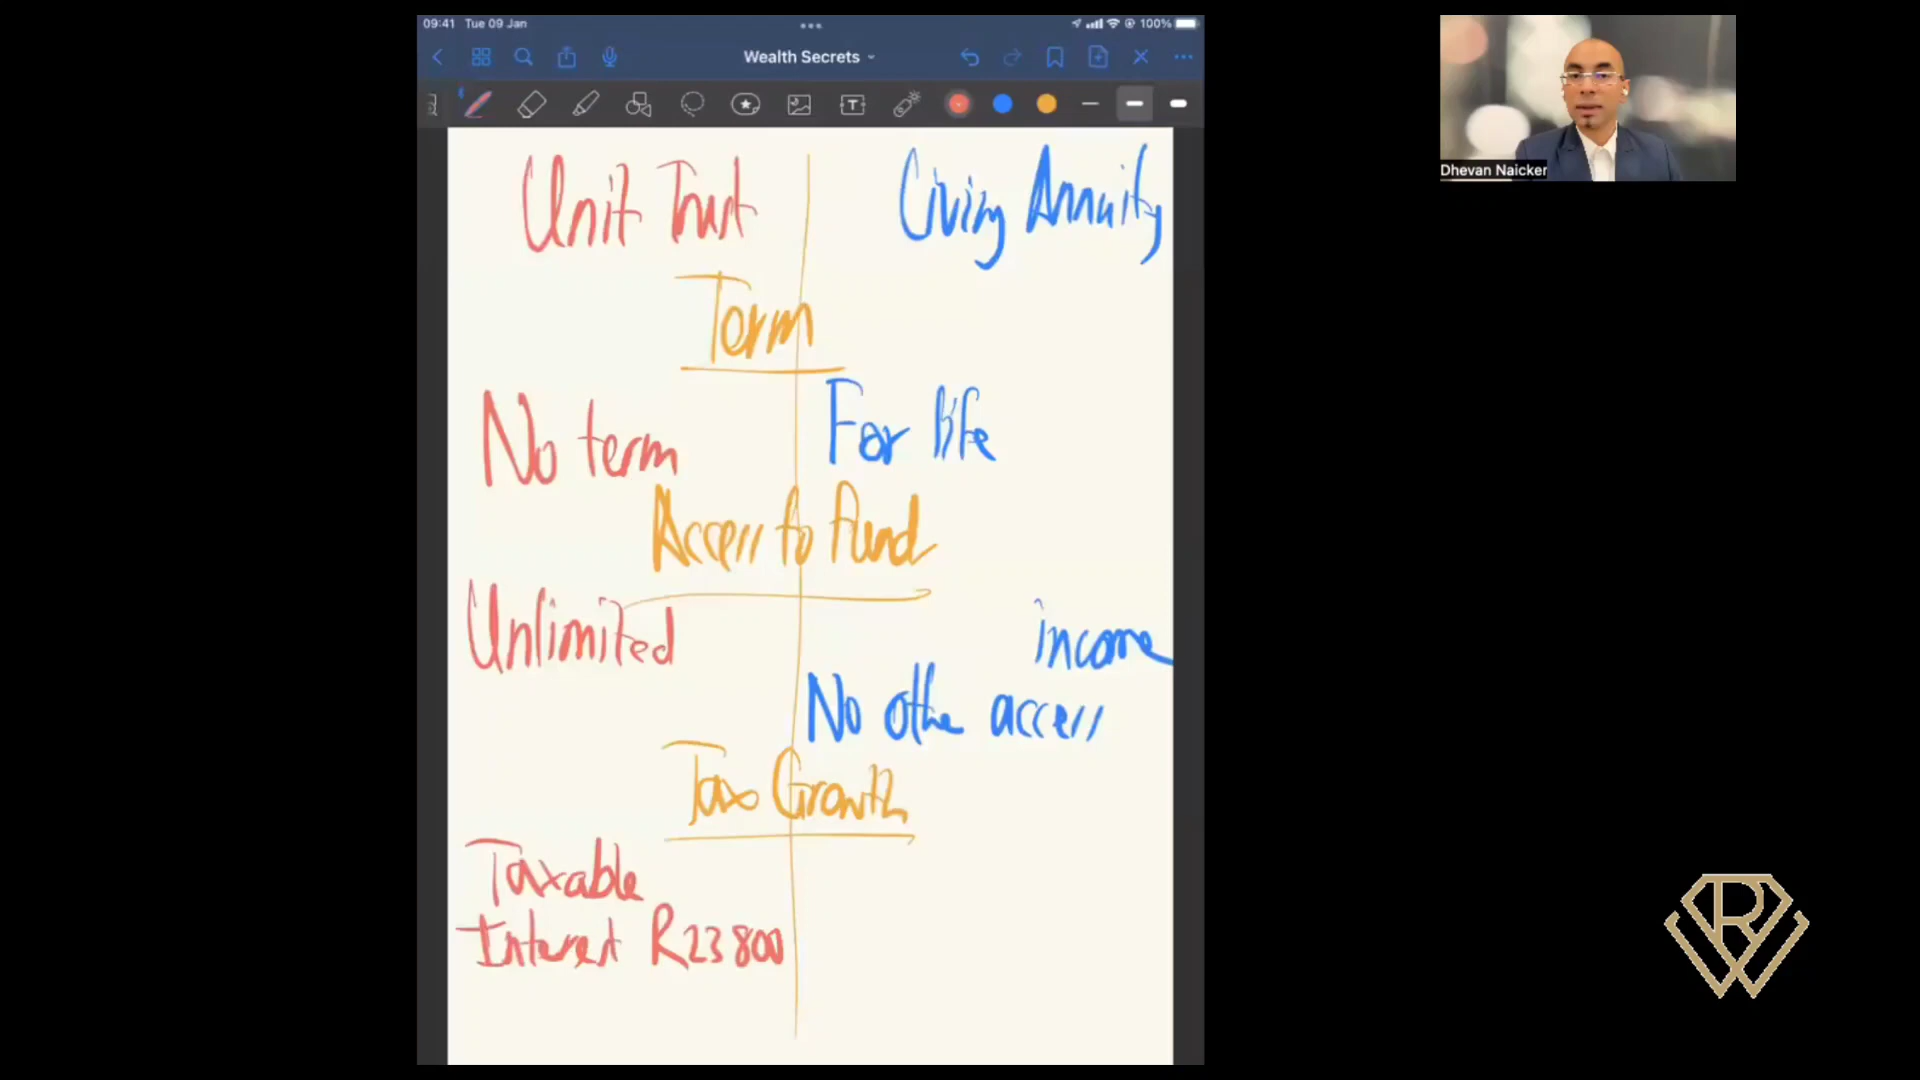 09:41 Tue 09 Jan
100%
Wealth Secrets
Dhevan Naicker
Unit Trust
Living Annuity
Term
No term
For life
Access to Fund
Unlimited
income
No othe access
Tax Growth
Taxable
Interest R23 800